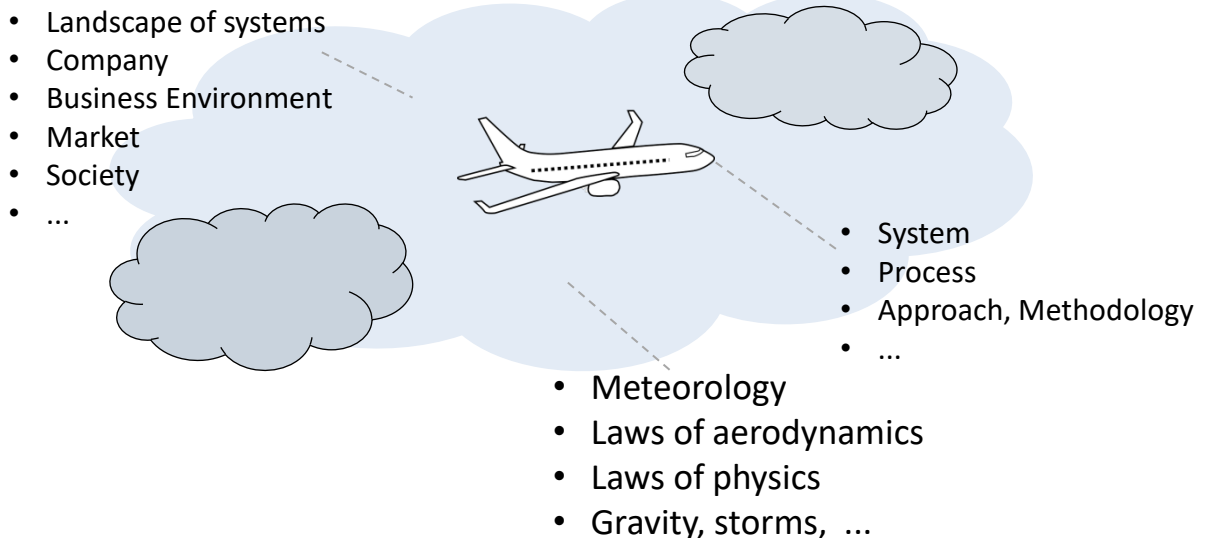 • Landscape of systems
• Company
• Business Environment
• Market
• Society
• ...
• System
• Process
• Approach, Methodology
• ...
• Meteorology
• Laws of aerodynamics
• Laws of physics
• Gravity, storms, ...